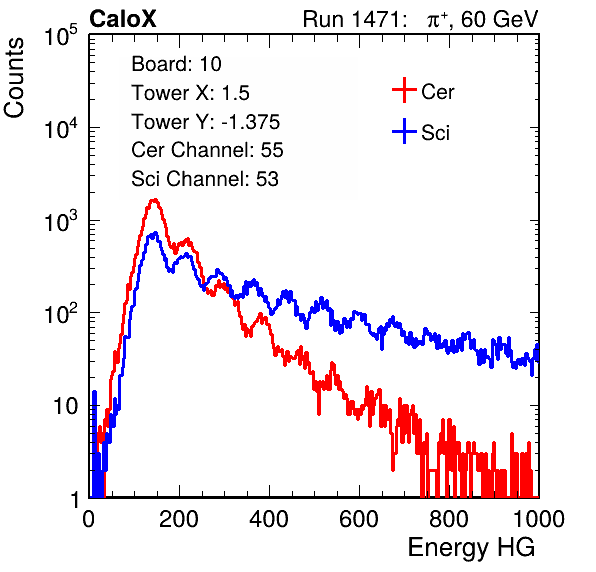 CaloX Run 1471: π⁺, 60 GeV
Counts
Board: 10
Tower X: 1.5
Tower Y: -1.375
Cer Channel: 55
Sci Channel: 53
Cer
Sci
10⁵
10⁴
10³
10²
10
1
0 200 400 600 800 1000
Energy HG